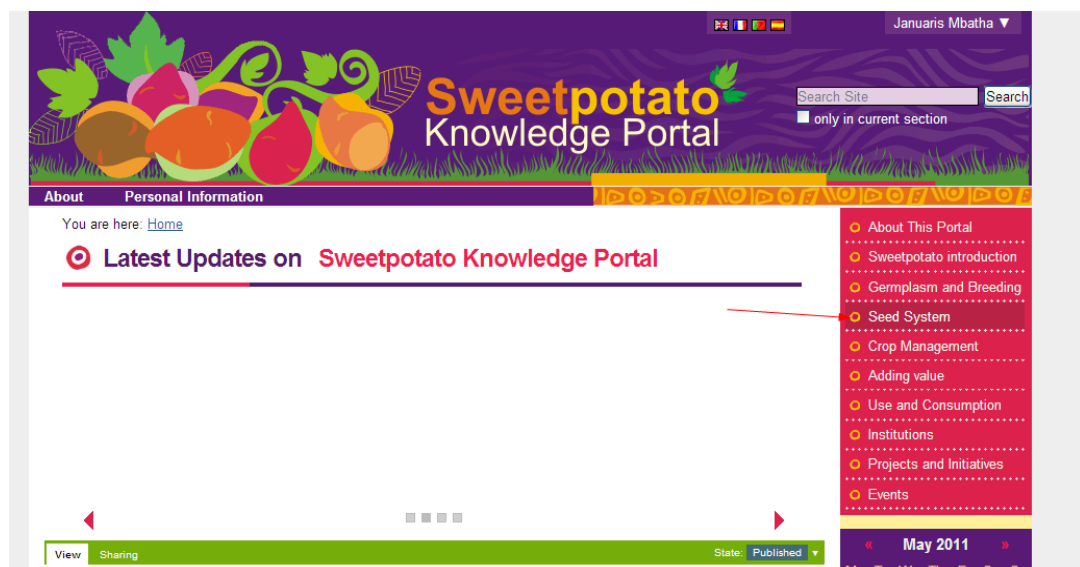 Januaris Mbatha ▼
Sweetpotato
Knowledge Portal
Search Site
Search
only in current section
About Personal Information
You are here: Home
Latest Updates on Sweetpotato Knowledge Portal
About This Portal
Sweetpotato introduction
Germplasm and Breeding
Seed System
Crop Management
Adding value
Use and Consumption
Institutions
Projects and Initiatives
Events
View Sharing
State: Published ▼
« May 2011 »